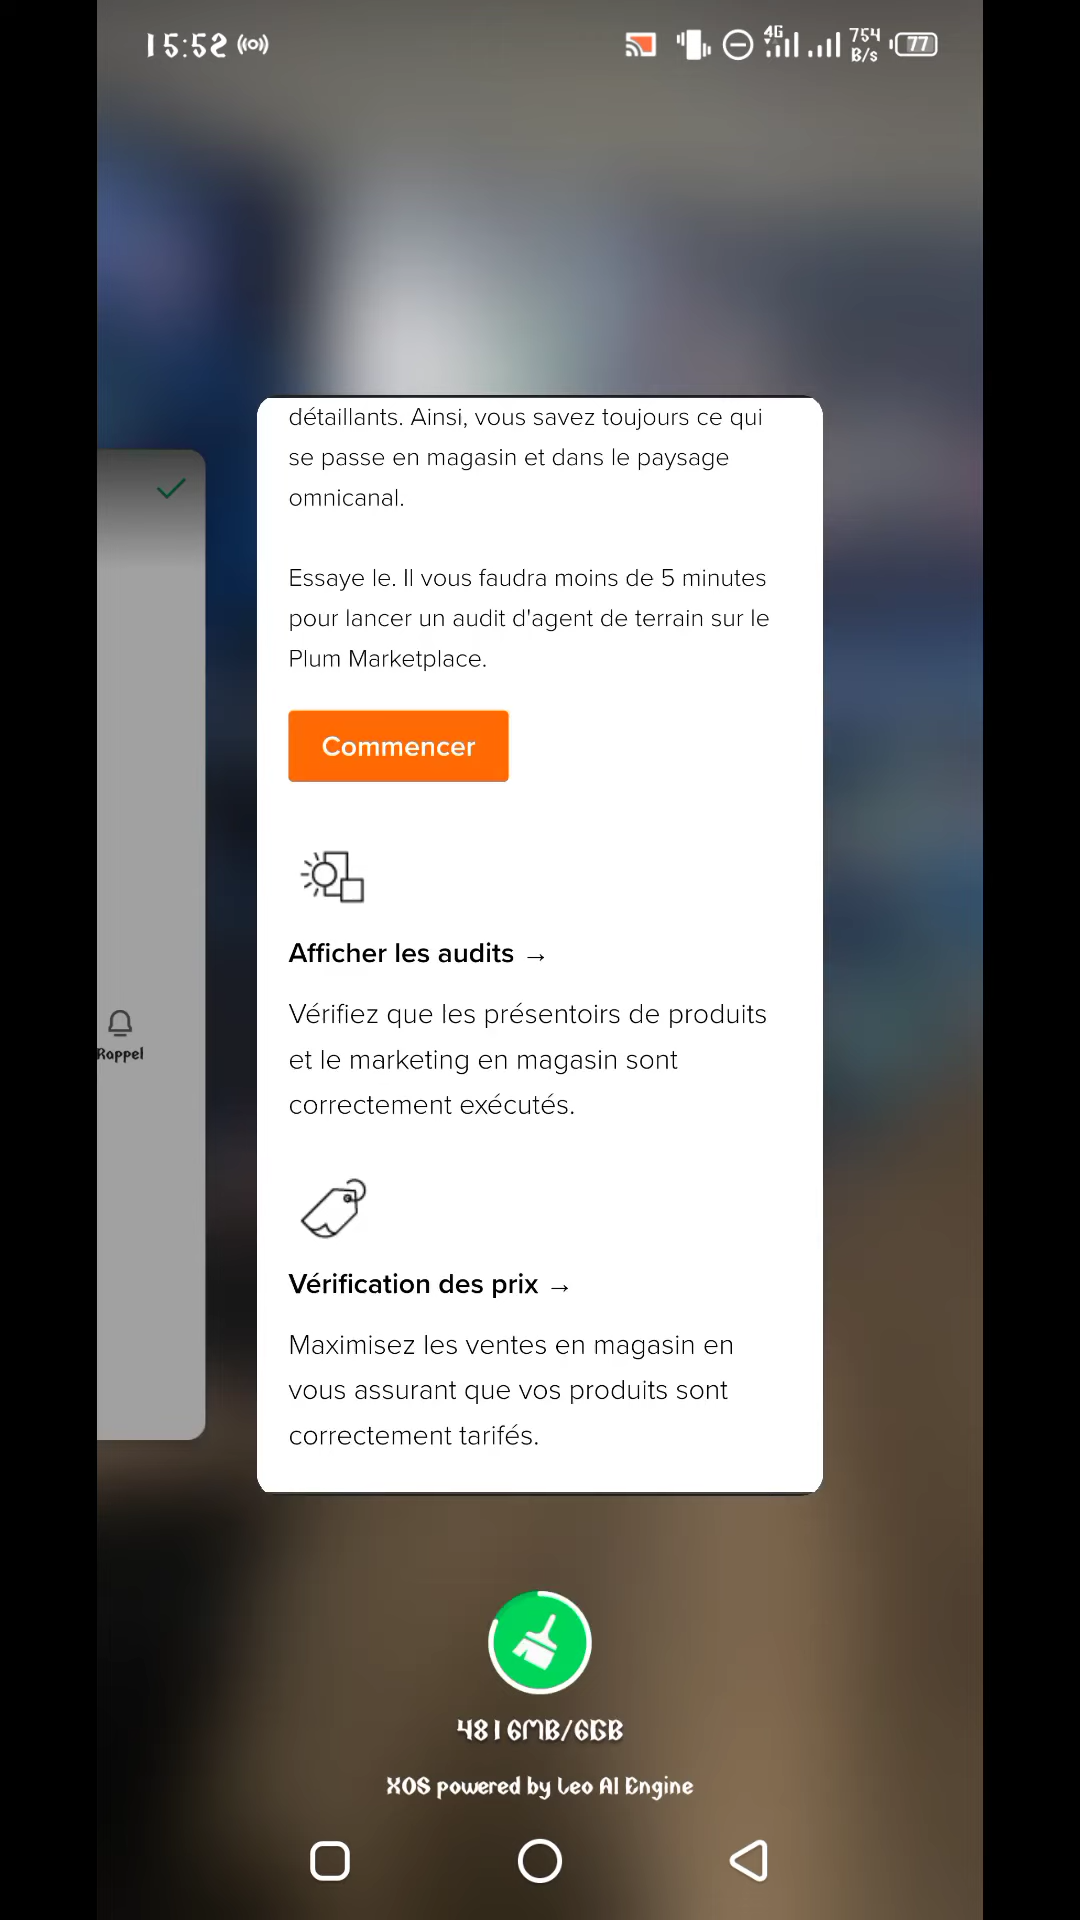 15:52
4G
754
B/s
77
détaillants. Ainsi, vous savez toujours ce qui
se passe en magasin et dans le paysage
omnicanal.
Essaye le. Il vous faudra moins de 5 minutes
pour lancer un audit d'agent de terrain sur le
Plum Marketplace.
Commencer
Afficher les audits →
Vérifiez que les présentoirs de produits
et le marketing en magasin sont
correctement exécutés.
Rappel
Vérification des prix →
Maximisez les ventes en magasin en
vous assurant que vos produits sont
correctement tarifés.
4816MB/6GB
XOS powered by Leo AI Engine